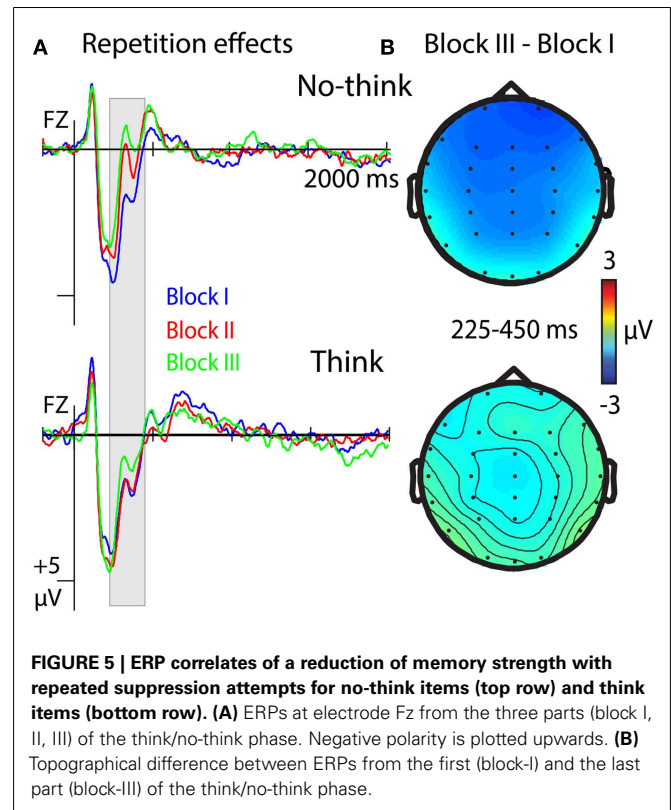 A Repetition effects
B Block III - Block I
No-think
FZ
2000 ms
Block I
Block II
Block III
3
225-450 ms
μV
-3
Think
FZ
+5
μV
FIGURE 5 | ERP correlates of a reduction of memory strength with
repeated suppression attempts for no-think items (top row) and think
items (bottom row). (A) ERPs at electrode Fz from the three parts (block I,
II, III) of the think/no-think phase. Negative polarity is plotted upwards. (B)
Topographical difference between ERPs from the first (block-I) and the last
part (block-III) of the think/no-think phase.